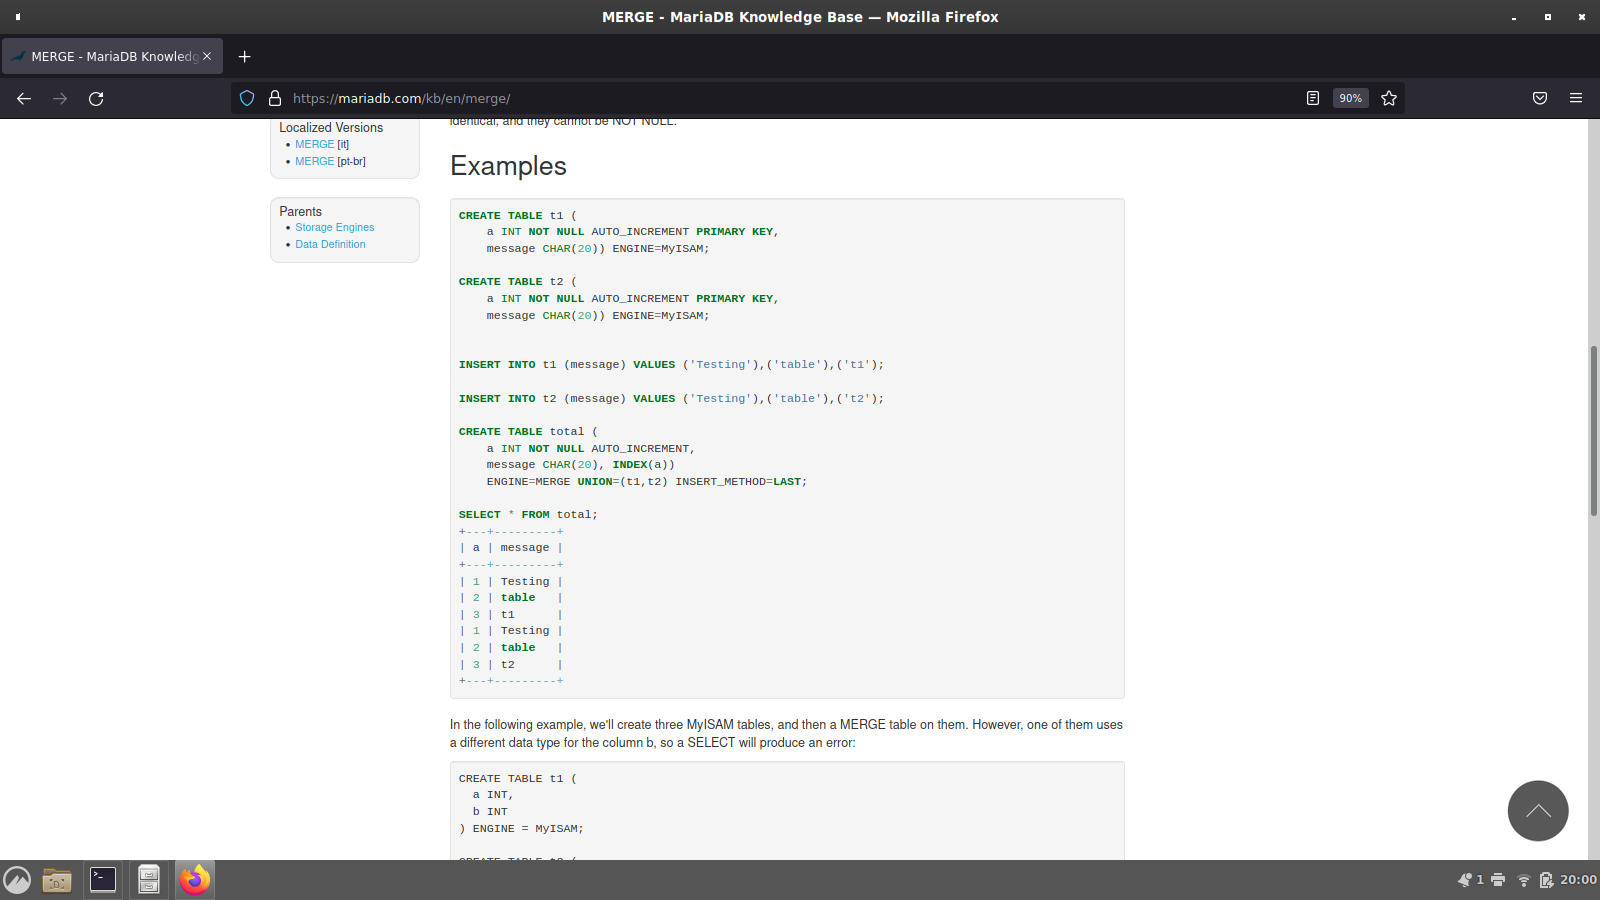 MERGE - MariaDB Knowledge Base — Mozilla Firefox
MERGE - MariaDB Knowledg
https://mariadb.com/kb/en/merge/
90%
identical, and they cannot be NOT NULL.
Localized Versions
MERGE [it]
MERGE [pt-br]
Parents
Storage Engines
Data Definition
Examples
CREATE TABLE t1 (
    a INT NOT NULL AUTO_INCREMENT PRIMARY KEY,
    message CHAR(20)) ENGINE=MyISAM;
CREATE TABLE t2 (
    a INT NOT NULL AUTO_INCREMENT PRIMARY KEY,
    message CHAR(20)) ENGINE=MyISAM;
INSERT INTO t1 (message) VALUES ('Testing'),('table'),('t1');
INSERT INTO t2 (message) VALUES ('Testing'),('table'),('t2');
CREATE TABLE total (
    a INT NOT NULL AUTO_INCREMENT,
    message CHAR(20), INDEX(a))
    ENGINE=MERGE UNION=(t1,t2) INSERT_METHOD=LAST;
SELECT * FROM total;
+---+---------+
| a | message |
+---+---------+
| 1 | Testing |
| 2 | table   |
| 3 | t1      |
| 1 | Testing |
| 2 | table   |
| 3 | t2      |
+---+---------+
In the following example, we'll create three MyISAM tables, and then a MERGE table on them. However, one of them uses
a different data type for the column b, so a SELECT will produce an error:
CREATE TABLE t1 (
  a INT,
  b INT
) ENGINE = MyISAM;
1
20:00